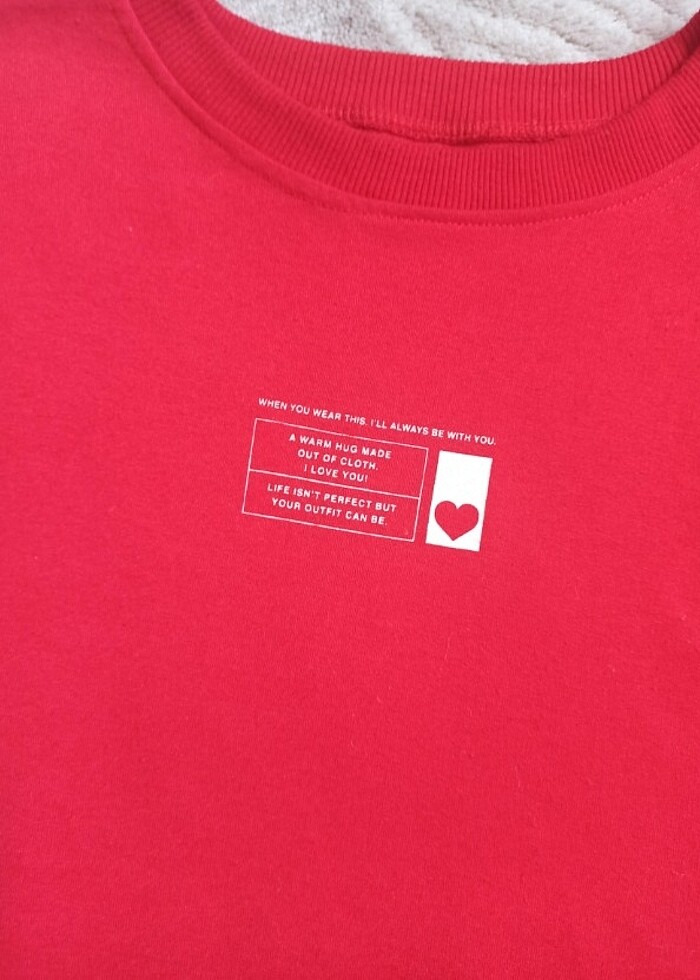 WHEN YOU WEAR THIS. I'LL ALWAYS BE WITH YOU.
A WARM HUG MADE
OUT OF CLOTH.
I LOVE YOU!
LIFE ISN'T PERFECT BUT
YOUR OUTFIT CAN BE.